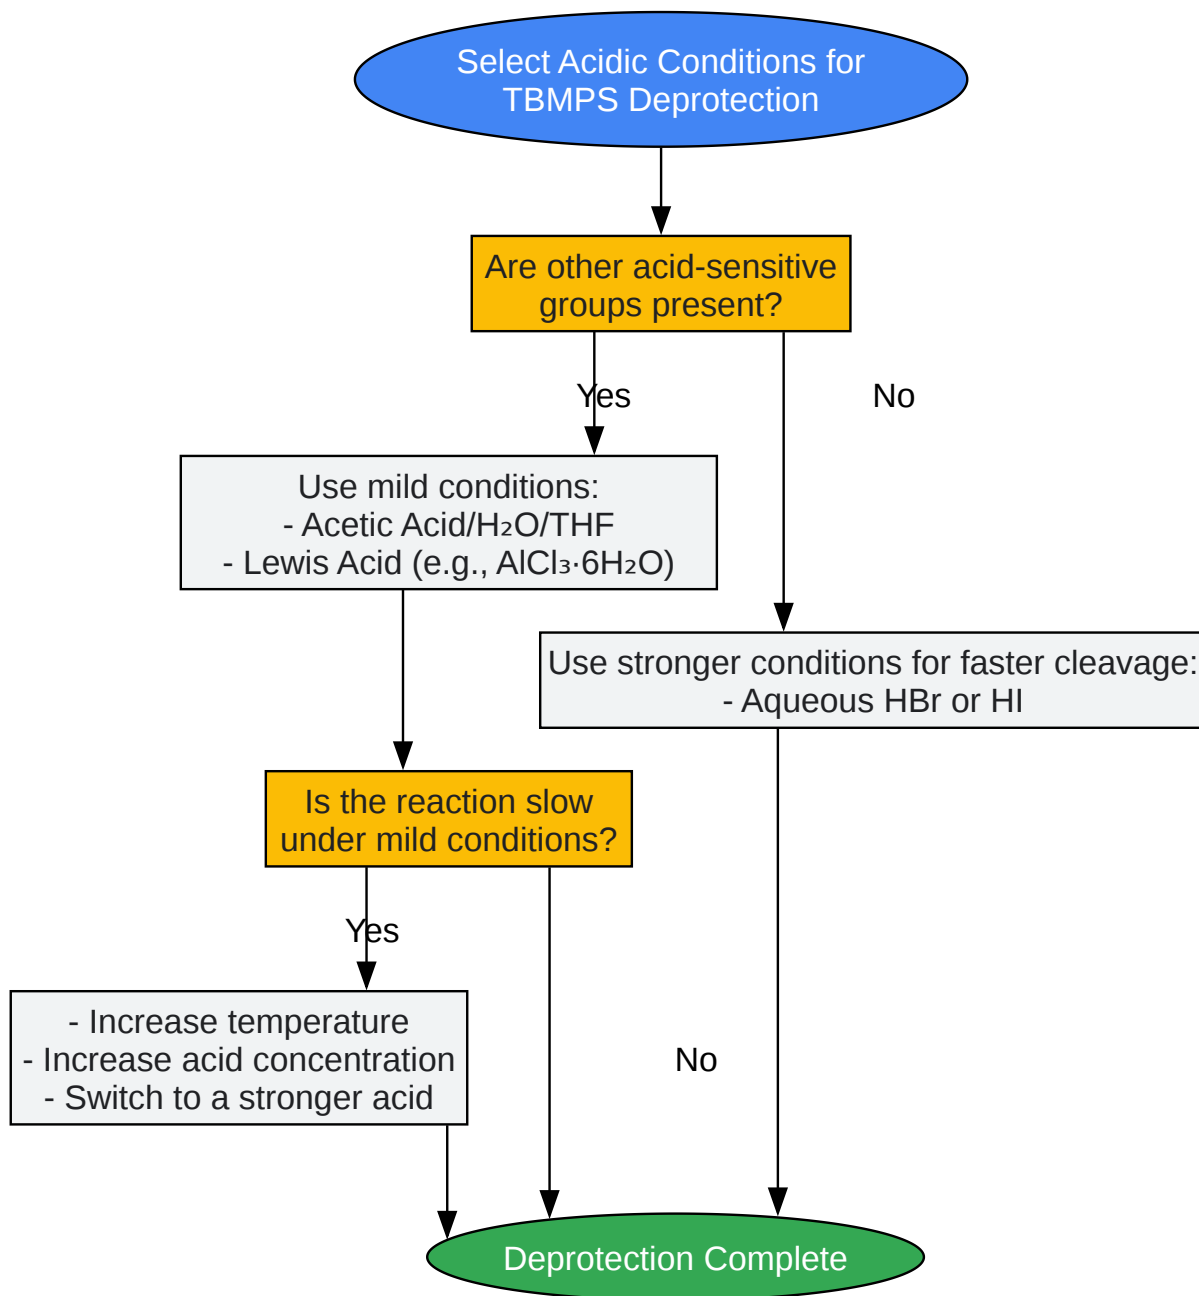 Select Acidic Conditions for
TBMPS Deprotection
Are other acid-sensitive
groups present?
Yes
No
Use mild conditions:
- Acetic Acid/H₂O/THF
- Lewis Acid (e.g., AlCl₃·6H₂O)
Use stronger conditions for faster cleavage:
- Aqueous HBr or HI
Is the reaction slow
under mild conditions?
Yes
- Increase temperature
- Increase acid concentration
- Switch to a stronger acid
No
Deprotection Complete